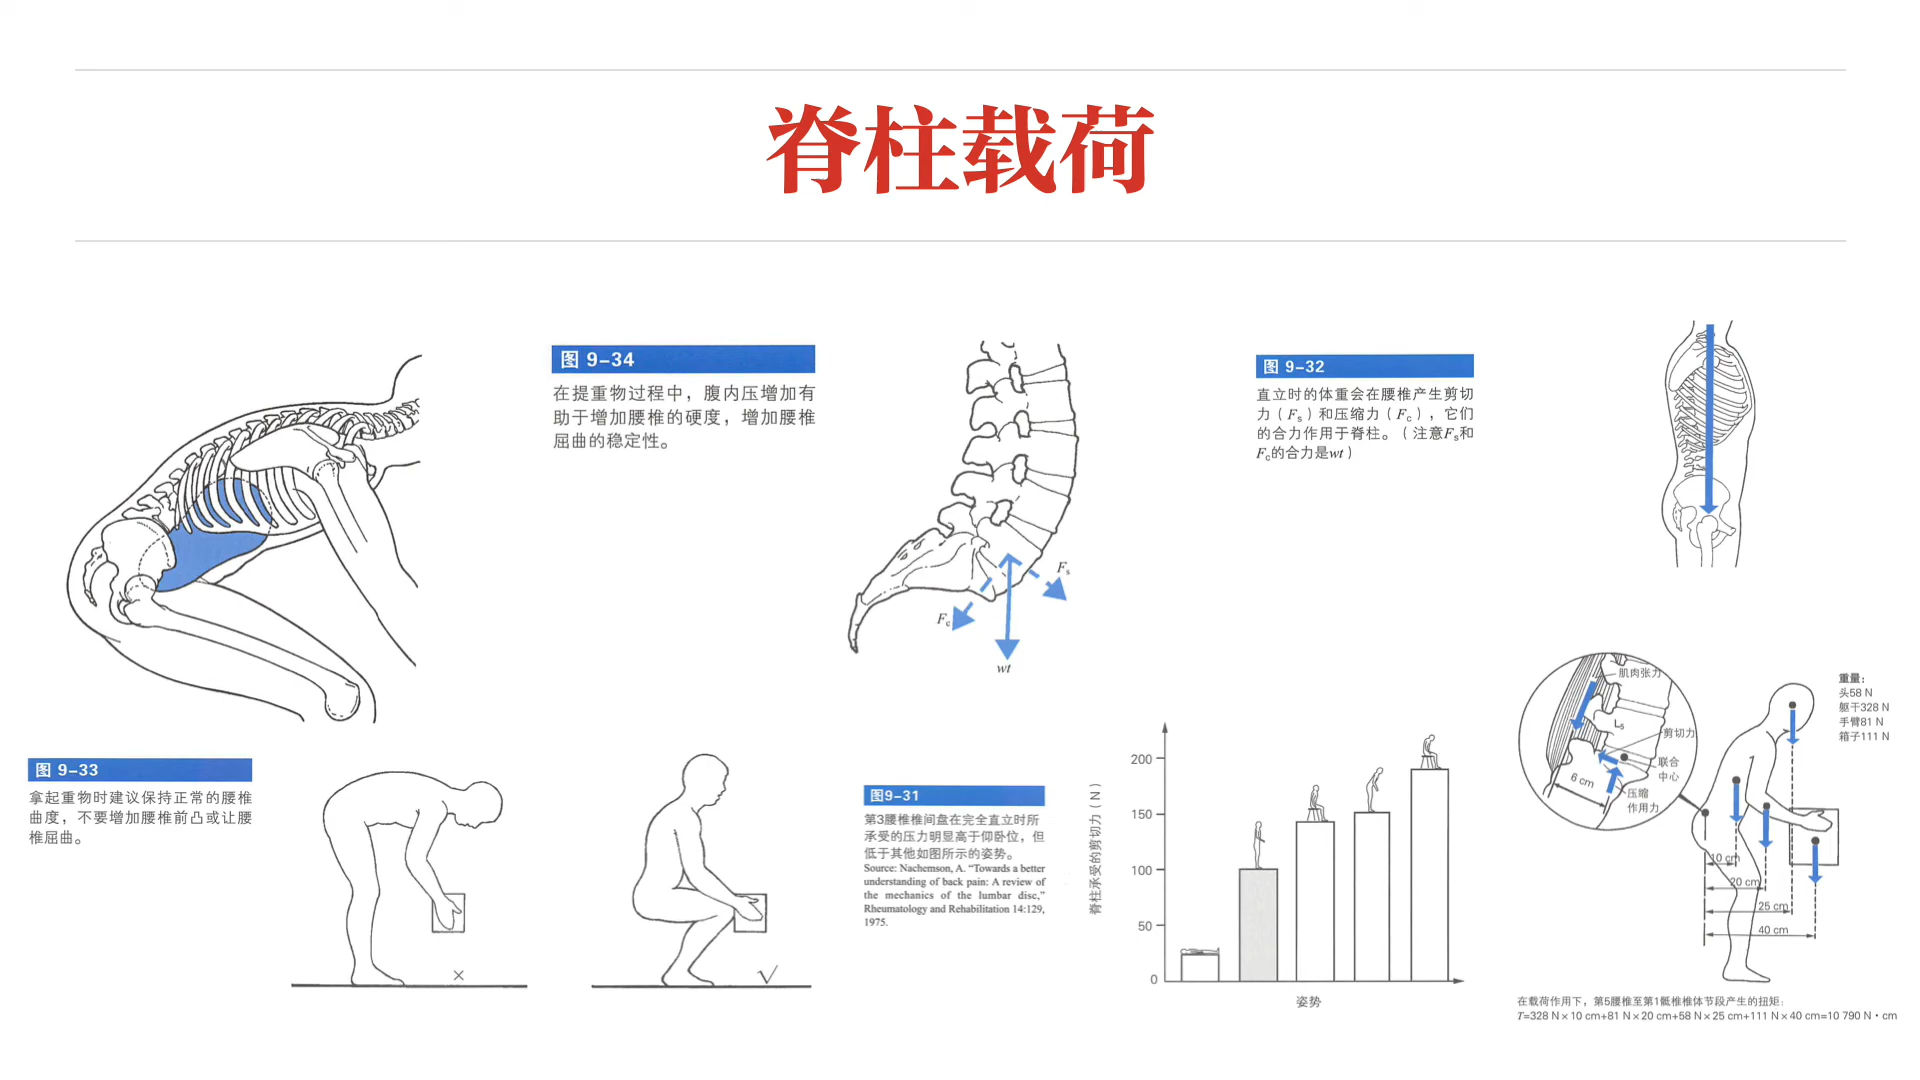 脊柱载荷
图 9-34
在提重物过程中，腹内压增加有
助于增加腰椎的硬度，增加腰椎
屈曲的稳定性。
Fs
Fc
wt
图 9-32
直立时的体重会在腰椎产生剪切
力（Fs）和压缩力（Fc），它们
的合力作用于脊柱。（注意Fs和
Fc的合力是wt）
图 9-33
拿起重物时建议保持正常的腰椎
曲度，不要增加腰椎前凸或让腰
椎屈曲。
×
√
图9-31
第3腰椎椎间盘在完全直立时所
承受的压力明显高于仰卧位，但
低于其他如图所示的姿势。
Source: Nachemson, A. “Towards a better
understanding of back pain: A review of
the mechanics of the lumbar disc,”
Rheumatology and Rehabilitation 14:129,
1975.
脊柱承受的剪切力（N）
200
150
100
50
0
姿势
肌肉张力
L5
剪切力
联合
中心
6 cm
压缩
作用力
重量：
头58 N
躯干328 N
手臂81 N
箱子111 N
10 cm
20 cm
25 cm
40 cm
在载荷作用下，第5腰椎至第1骶椎椎体节段产生的扭矩：
T=328 N×10 cm+81 N×20 cm+58 N×25 cm+111 N×40 cm=10 790 N·cm